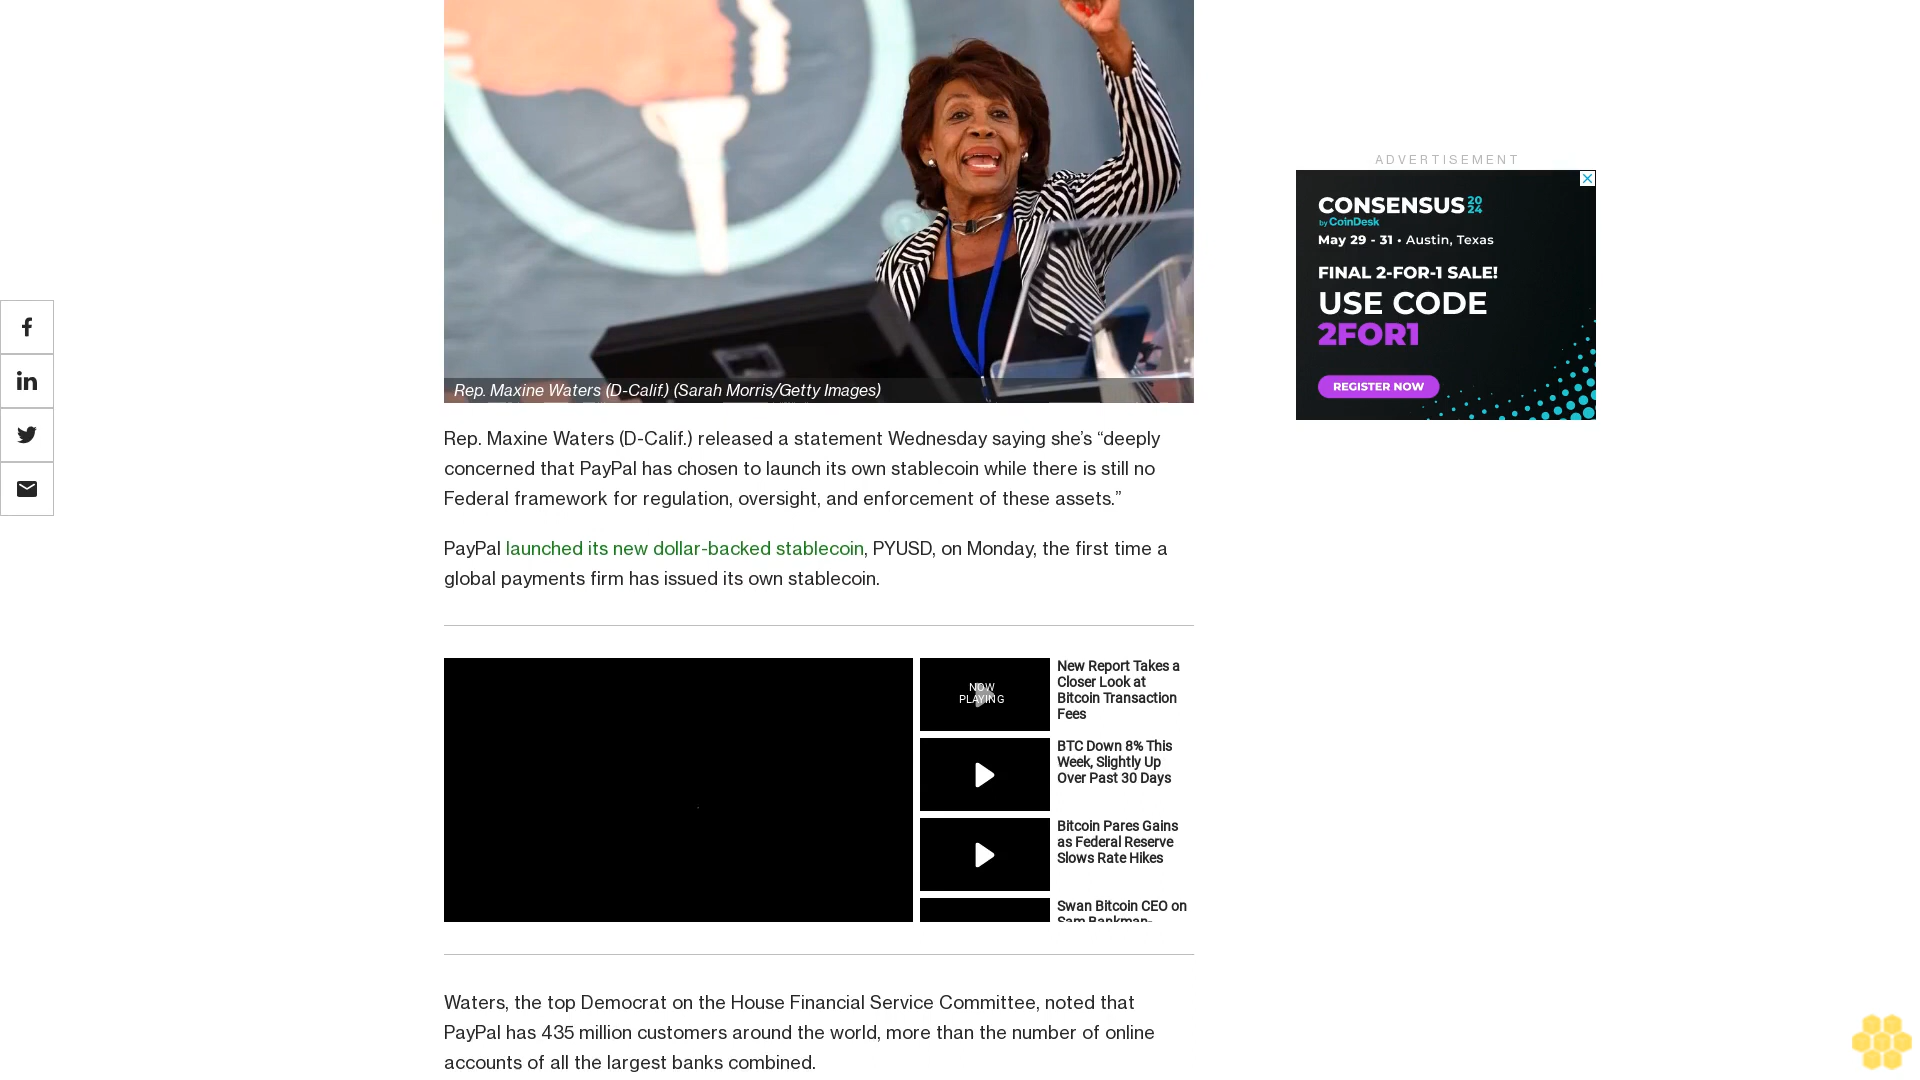 Rep. Maxine Waters (D-Calif.) (Sarah Morris/Getty Images)
Rep. Maxine Waters (D-Calif.) released a statement Wednesday saying she’s “deeply
concerned that PayPal has chosen to launch its own stablecoin while there is still no
Federal framework for regulation, oversight, and enforcement of these assets.”
PayPal launched its new dollar-backed stablecoin, PYUSD, on Monday, the first time a
global payments firm has issued its own stablecoin.
NOW
PLAYING
New Report Takes a
Closer Look at
Bitcoin Transaction
Fees
BTC Down 8% This
Week, Slightly Up
Over Past 30 Days
Bitcoin Pares Gains
as Federal Reserve
Slows Rate Hikes
Swan Bitcoin CEO on
Sam Bankman-
Waters, the top Democrat on the House Financial Service Committee, noted that
PayPal has 435 million customers around the world, more than the number of online
accounts of all the largest banks combined.
ADVERTISEMENT
CONSENSUS 2024
by CoinDesk
May 29 - 31 • Austin, Texas
FINAL 2-FOR-1 SALE!
USE CODE
2FOR1
REGISTER NOW